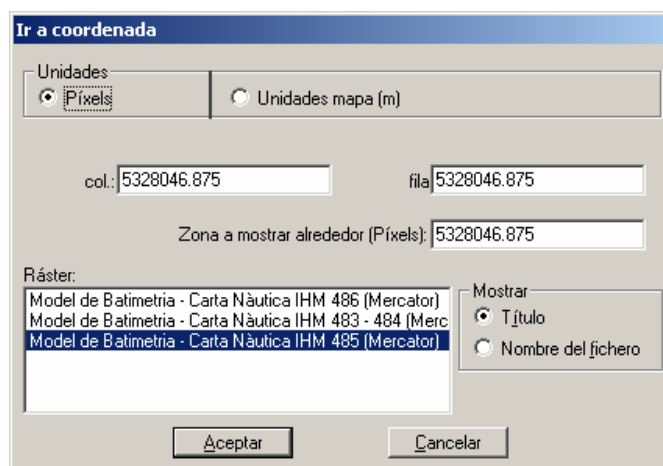 Ir a coordenada
Unidades
Píxels
Unidades mapa (m)
col.: 5328046.875
fila 5328046.875
Zona a mostrar alrededor (Píxels): 5328046.875
Ráster:
Model de Batimetria - Carta Nàutica IHM 486 (Mercator)
Model de Batimetria - Carta Nàutica IHM 483 - 484 (Merc
Model de Batimetria - Carta Nàutica IHM 485 (Mercator)
Mostrar
Título
Nombre del fichero
Aceptar
Cancelar